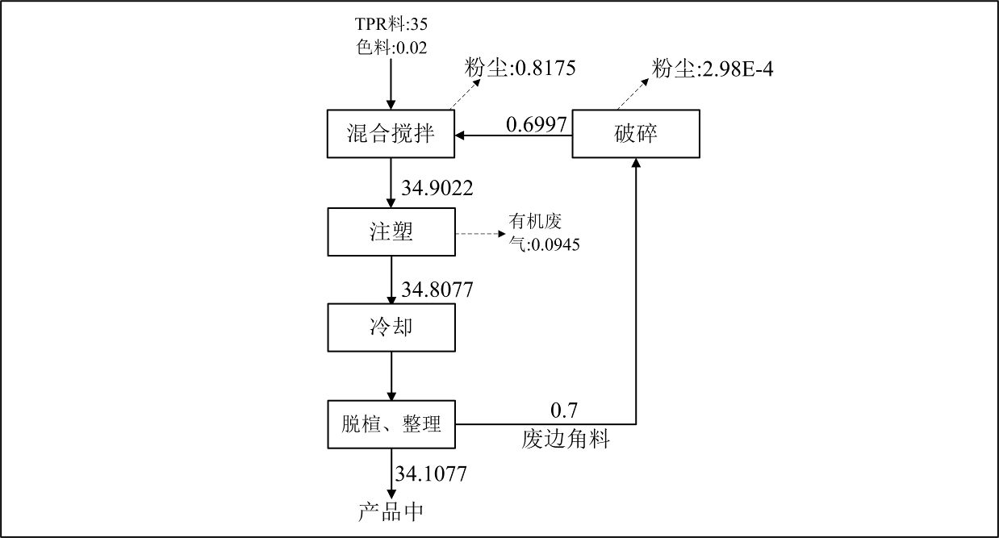 TPR料:35
色料:0.02
粉尘:0.8175
粉尘:2.98E-4
混合搅拌
0.6997
破碎
34.9022
注塑
有机废
气:0.0945
34.8077
冷却
脱楦、整理
0.7
废边角料
34.1077
产品中